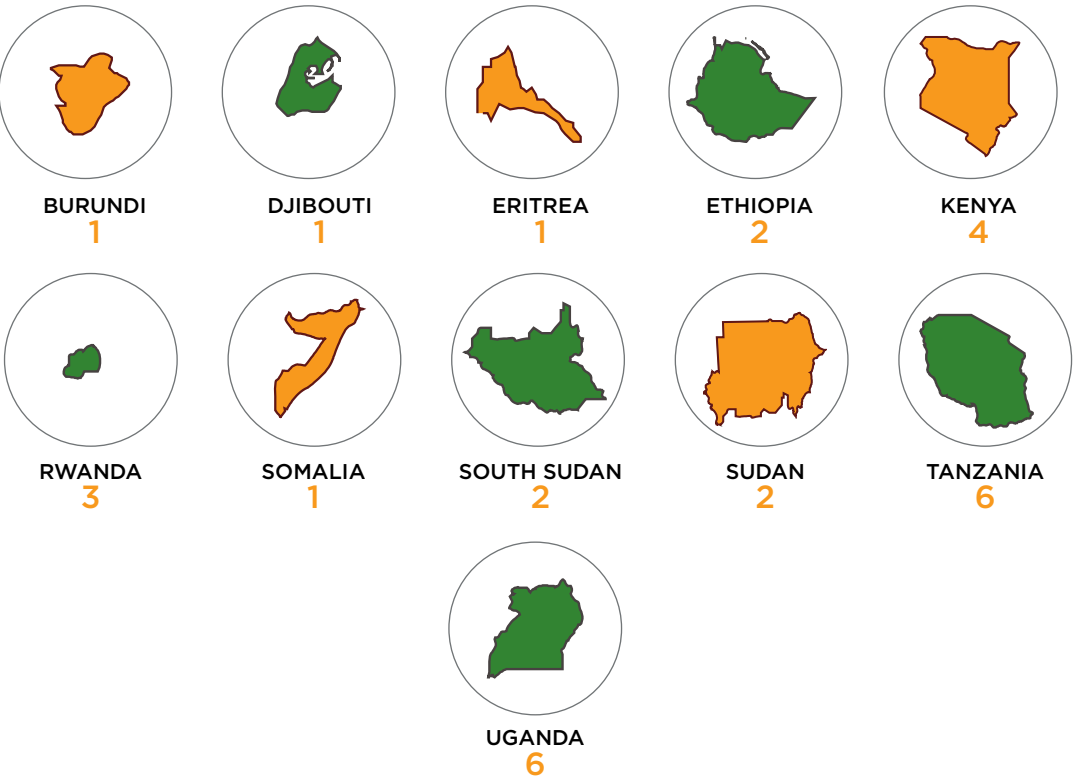 BURUNDI
1
DJIBOUTI
1
ERITREA
1
ETHIOPIA
2
KENYA
4
RWANDA
3
SOMALIA
1
SOUTH SUDAN
2
SUDAN
2
TANZANIA
6
UGANDA
6